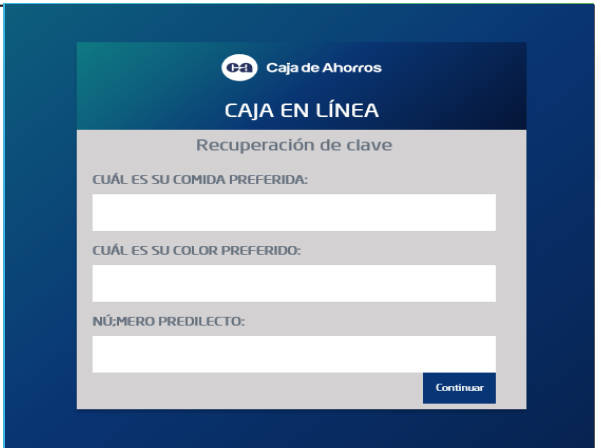 ca Caja de Ahorros
CAJA EN LÍNEA
Recuperación de clave
CUÁL ES SU COMIDA PREFERIDA:
CUÁL ES SU COLOR PREFERIDO:
NÚ;MERO PREDILECTO:
Continuar